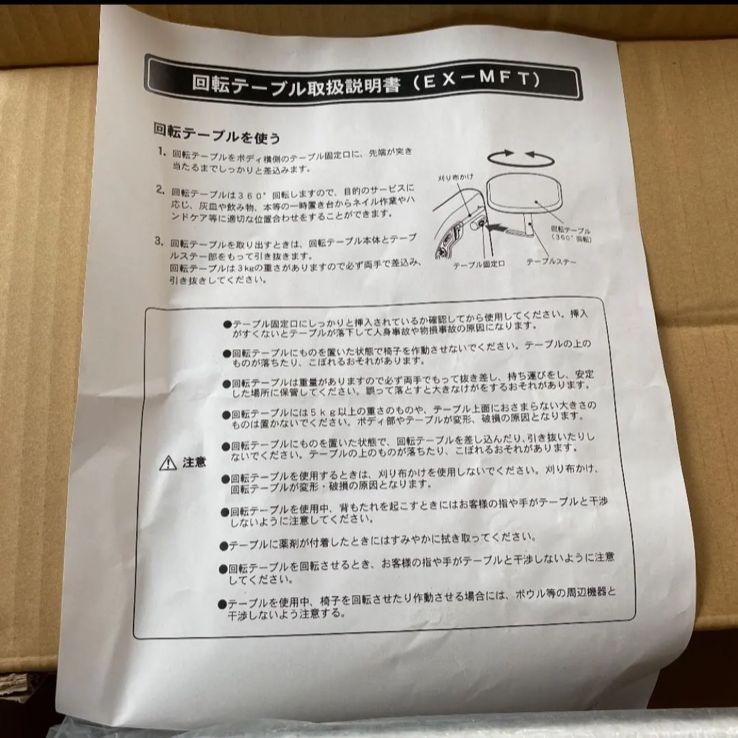 回転テーブル取扱説明書（ＥＸ－ＭＦＴ）
回転テーブルを使う
1. 回転テーブルをボディ横側のテーブル固定口に、先端が突き
当たるまでしっかりと差込みます。
2. 回転テーブルは３６０°回転しますので、目的のサービスに
応じ、灰皿や飲み物、本等の一時置き台からネイル作業やハ
ンドケア等に適切な位置合わせをすることができます。
3. 回転テーブルを取り出すときは、回転テーブル本体とテーブ
ルステー部をもって引き抜きます。
回転テーブルは３㎏の重さがありますので必ず両手で差込み、
引き抜きしてください。
刈り布かけ
回転テーブル
（３６０°回転）
テーブル固定口
テーブルステー
注意
●テーブル固定口にしっかりと挿入されているか確認してから使用してください。挿入
がすくないとテーブルが落下して人身事故や物損事故の原因になります。
●回転テーブルにものを置いた状態で椅子を作動させないでください。テーブルの上の
ものが落ちたり、こぼれるおそれがあります。
●回転テーブルは重量がありますので必ず両手でもって抜き差し、持ち運びをし、安定
した場所に保管してください。誤って落とすと大きなけがをするおそれがあります。
●回転テーブルには５ｋｇ以上の重さのものや、テーブル上面におさまらない大きさの
ものは置かないでください。ボディ部やテーブルが変形、破損の原因となります。
●回転テーブルにものを置いた状態で、回転テーブルを差し込んだり、引き抜いたりし
ないでください。テーブルの上のものが落ちたり、こぼれるおそれがあります。
●回転テーブルを使用するときは、刈り布かけを使用しないでください。刈り布かけ、
回転テーブルが変形・破損の原因となります。
●回転テーブルを使用中、背もたれを起こすときにはお客様の指や手がテーブルと干渉
しないように注意してください。
●テーブルに薬剤が付着したときにはすみやかに拭き取ってください。
●回転テーブルを回転させるとき、お客様の指や手がテーブルと干渉しないように注意
してください。
●テーブルを使用中、椅子を回転させたり作動させる場合には、ボウル等の周辺機器と
干渉しないよう注意する。